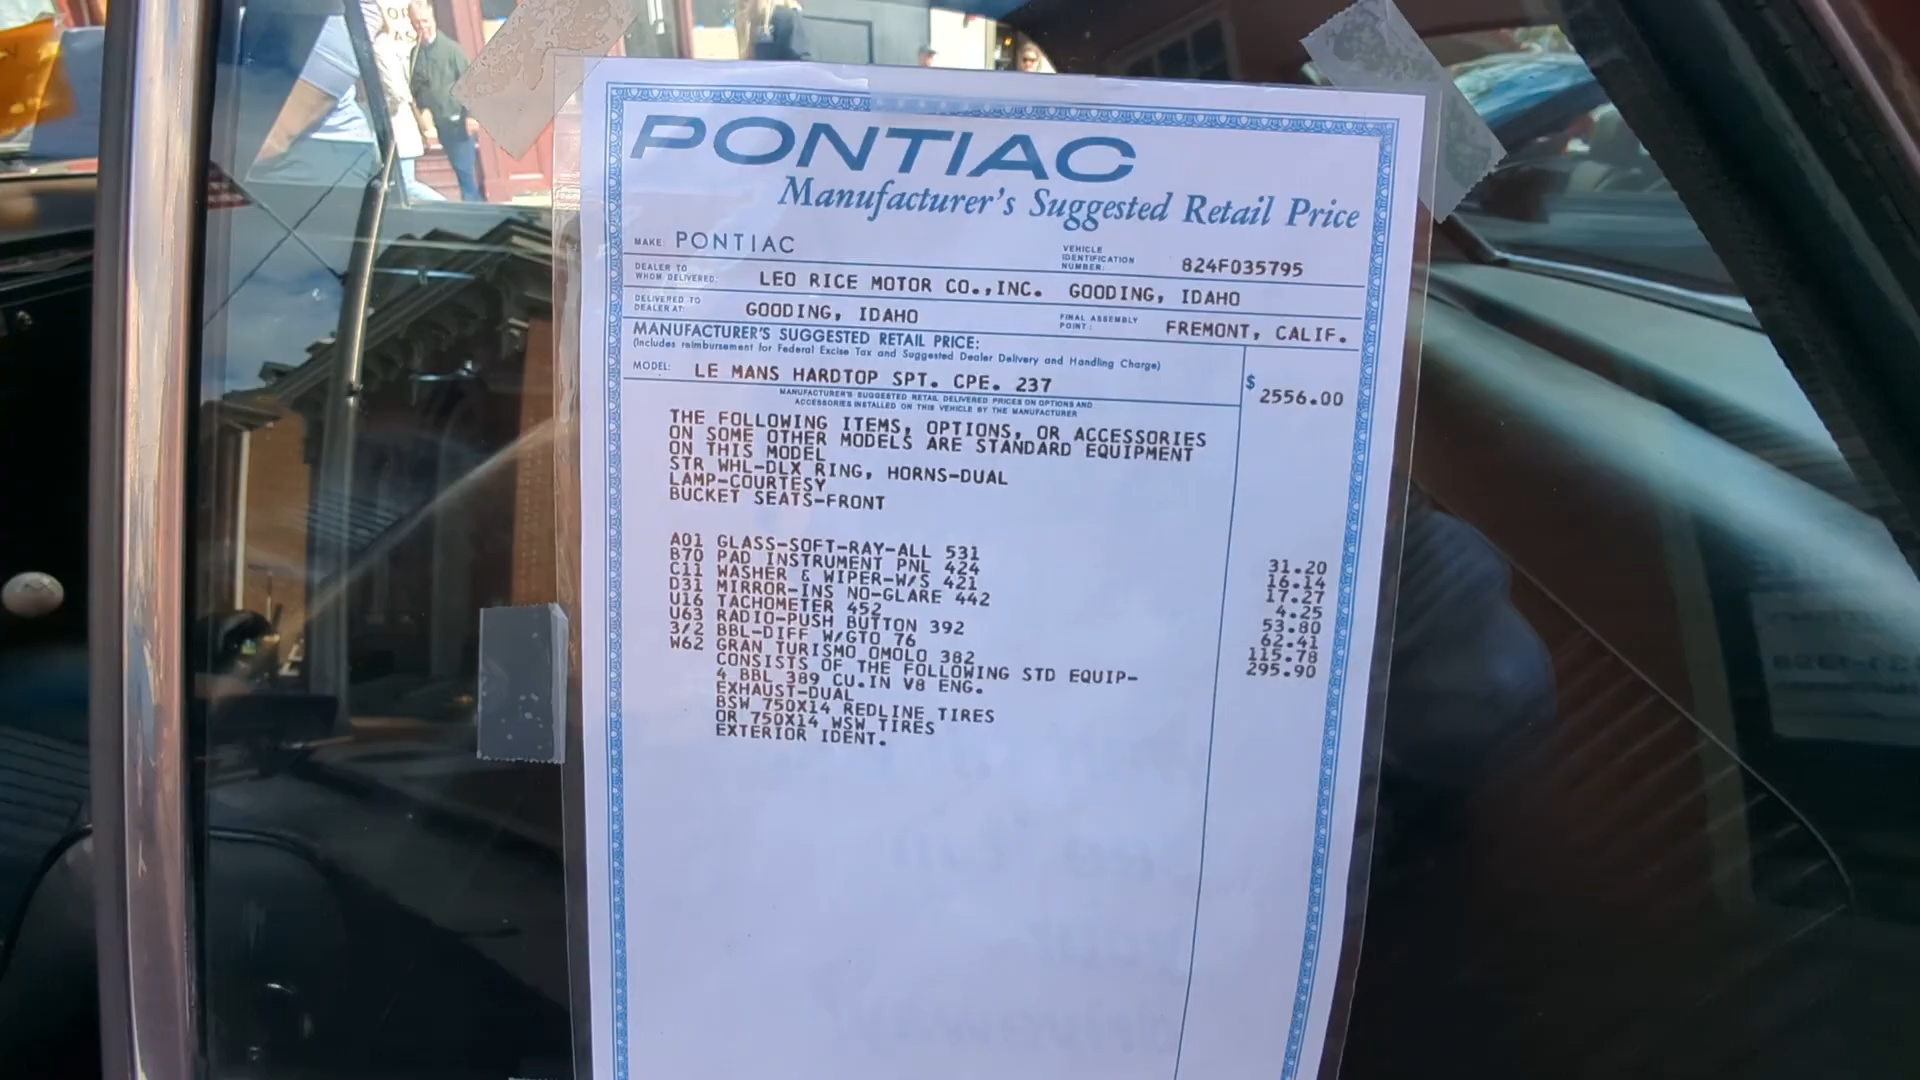 PONTIAC
Manufacturer's Suggested Retail Price
MAKE: PONTIAC
VEHICLE IDENTIFICATION NUMBER: 824F035795
DEALER TO WHOM DELIVERED: LEO RICE MOTOR CO.,INC. GOODING, IDAHO
DELIVERED TO DEALER AT: GOODING, IDAHO
FINAL ASSEMBLY POINT: FREMONT, CALIF.
MANUFACTURER'S SUGGESTED RETAIL PRICE:
(Includes reimbursement for Federal Excise Tax and Suggested Dealer Delivery and Handling Charge)
MODEL: LE MANS HARDTOP SPT. CPE. 237 $ 2556.00
MANUFACTURER'S SUGGESTED RETAIL DELIVERED PRICES ON OPTIONS AND
ACCESSORIES INSTALLED ON THIS VEHICLE BY THE MANUFACTURER
THE FOLLOWING ITEMS, OPTIONS, OR ACCESSORIES
ON SOME OTHER MODELS ARE STANDARD EQUIPMENT
ON THIS MODEL
STR WHL-DLX RING, HORNS-DUAL
LAMP-COURTESY
BUCKET SEATS-FRONT
A01 GLASS-SOFT-RAY-ALL 531 31.20
B70 PAD INSTRUMENT PNL 424 16.14
C11 WASHER & WIPER-W/S 421 17.27
D31 MIRROR-INS NO-GLARE 442 4.25
U16 TACHOMETER 452 53.80
U63 RADIO-PUSH BUTTON 392 62.41
3/2 BBL-DIFF W/GTO 76 115.78
W62 GRAN TURISMO OMOLO 382 295.90
CONSISTS OF THE FOLLOWING STD EQUIP-
4 BBL 389 CU.IN V8 ENG.
EXHAUST-DUAL
BSW 750X14 REDLINE TIRES
OR 750X14 WSW TIRES
EXTERIOR IDENT.